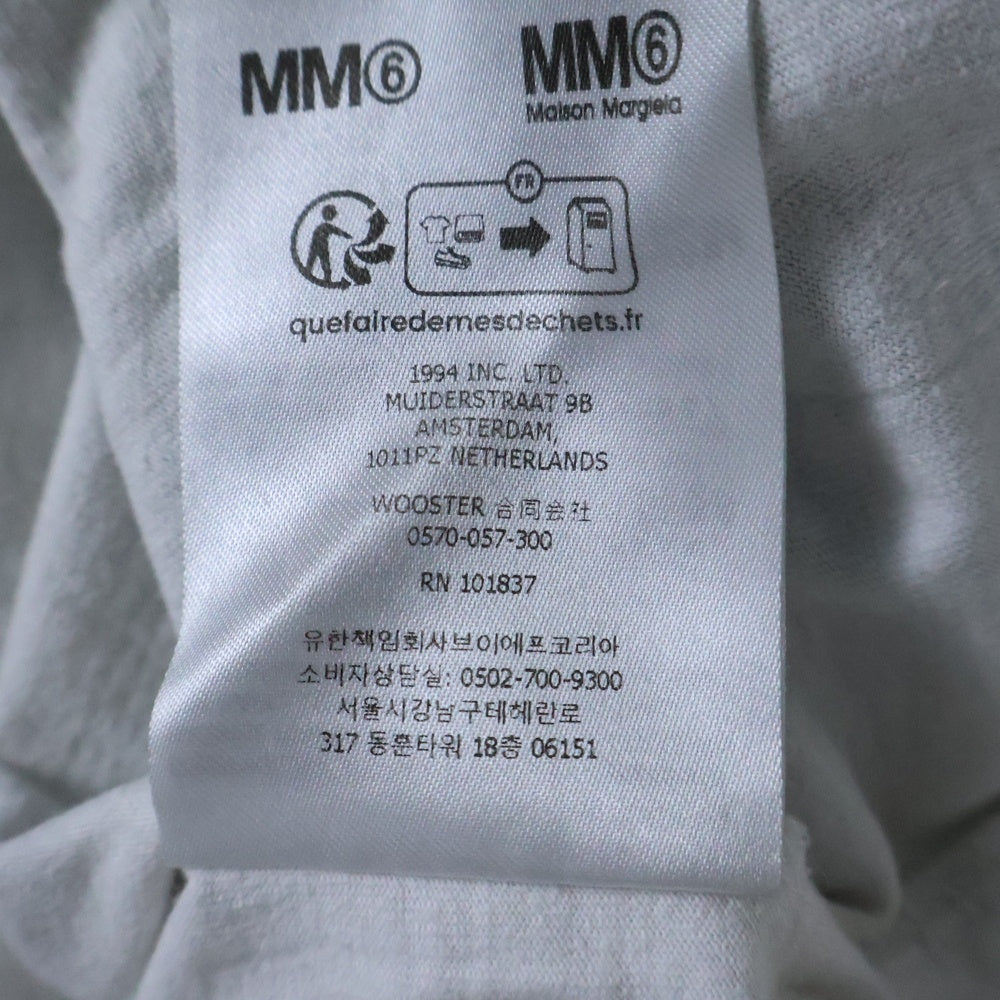 MM⑥
MM⑥
Maison Margiela
FR
quefairedemesdechets.fr
1994 INC. LTD.
MUIDERSTRAAT 9B
AMSTERDAM,
1011PZ NETHERLANDS
WOOSTER 合同会社
0570-057-300
RN 101837
유한책임회사브이에프코리아
소비자상담실: 0502-700-9300
서울시강남구테헤란로
317 동훈타워 18층 06151